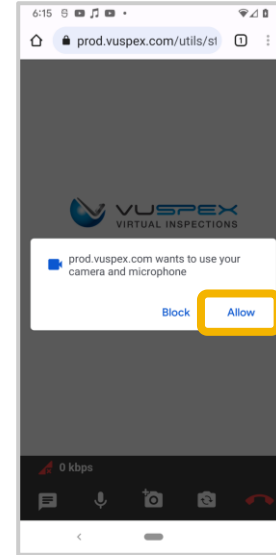 6:15
prod.vuspex.com/utils/st
1
VUSPEX
VIRTUAL INSPECTIONS
prod.vuspex.com wants to use your
camera and microphone
Block
Allow
0 kbps